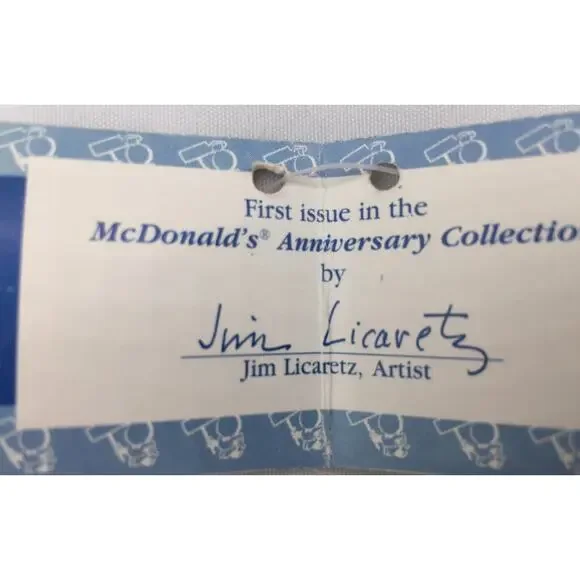 First issue in the
McDonald's® Anniversary Collectio
by
Jim Licaretz
Jim Licaretz, Artist